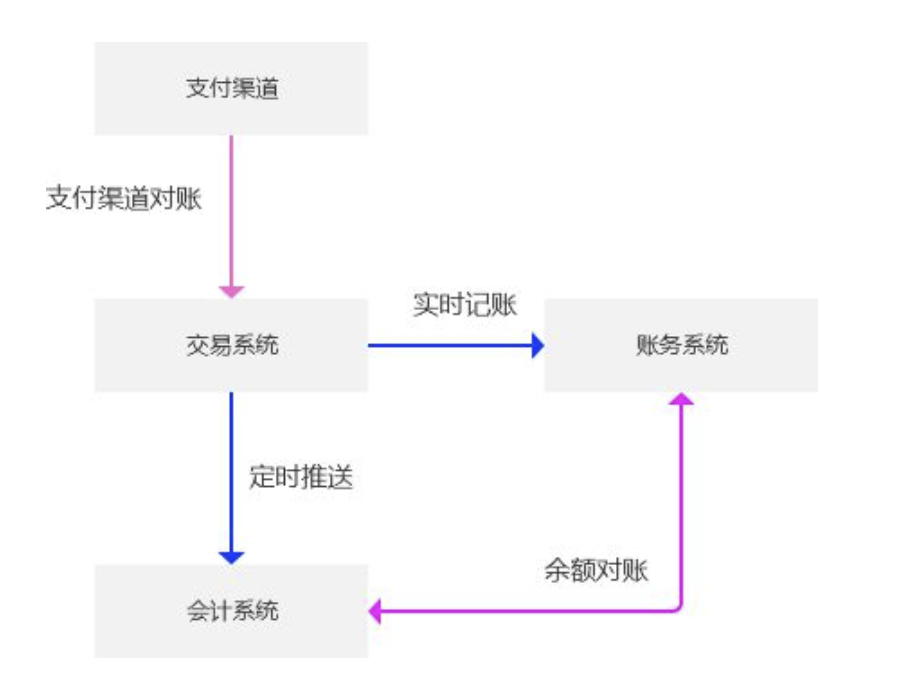 支付渠道
支付渠道对账
实时记账
交易系统
账务系统
定时推送
余额对账
会计系统